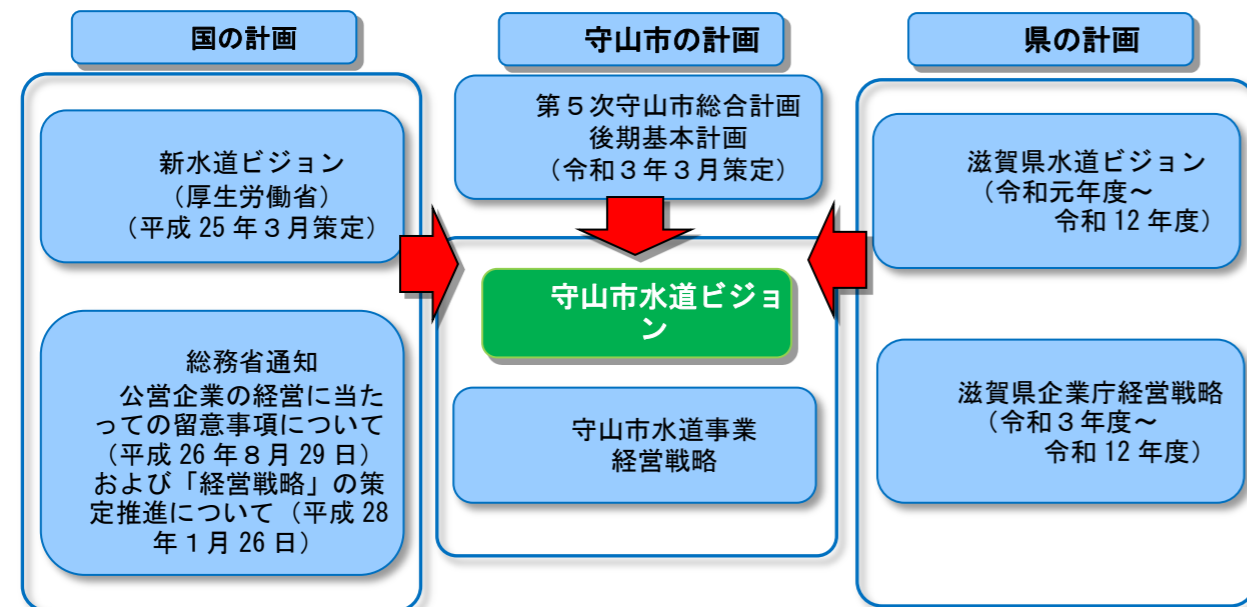 国の計画
新水道ビジョン
(厚生労働省)
(平成 25 年３月策定)
総務省通知
公営企業の経営に当た
っての留意事項について
(平成 26 年８月 29 日)
および「経営戦略」の策
定推進について（平成 28
年１月 26 日）
守山市の計画
第５次守山市総合計画
後期基本計画
（令和３年３月策定）
守山市水道ビジョ
ン
守山市水道事業
経営戦略
県の計画
滋賀県水道ビジョン
（令和元年度～
令和 12 年度）
滋賀県企業庁経営戦略
（令和３年度～
令和 12 年度）